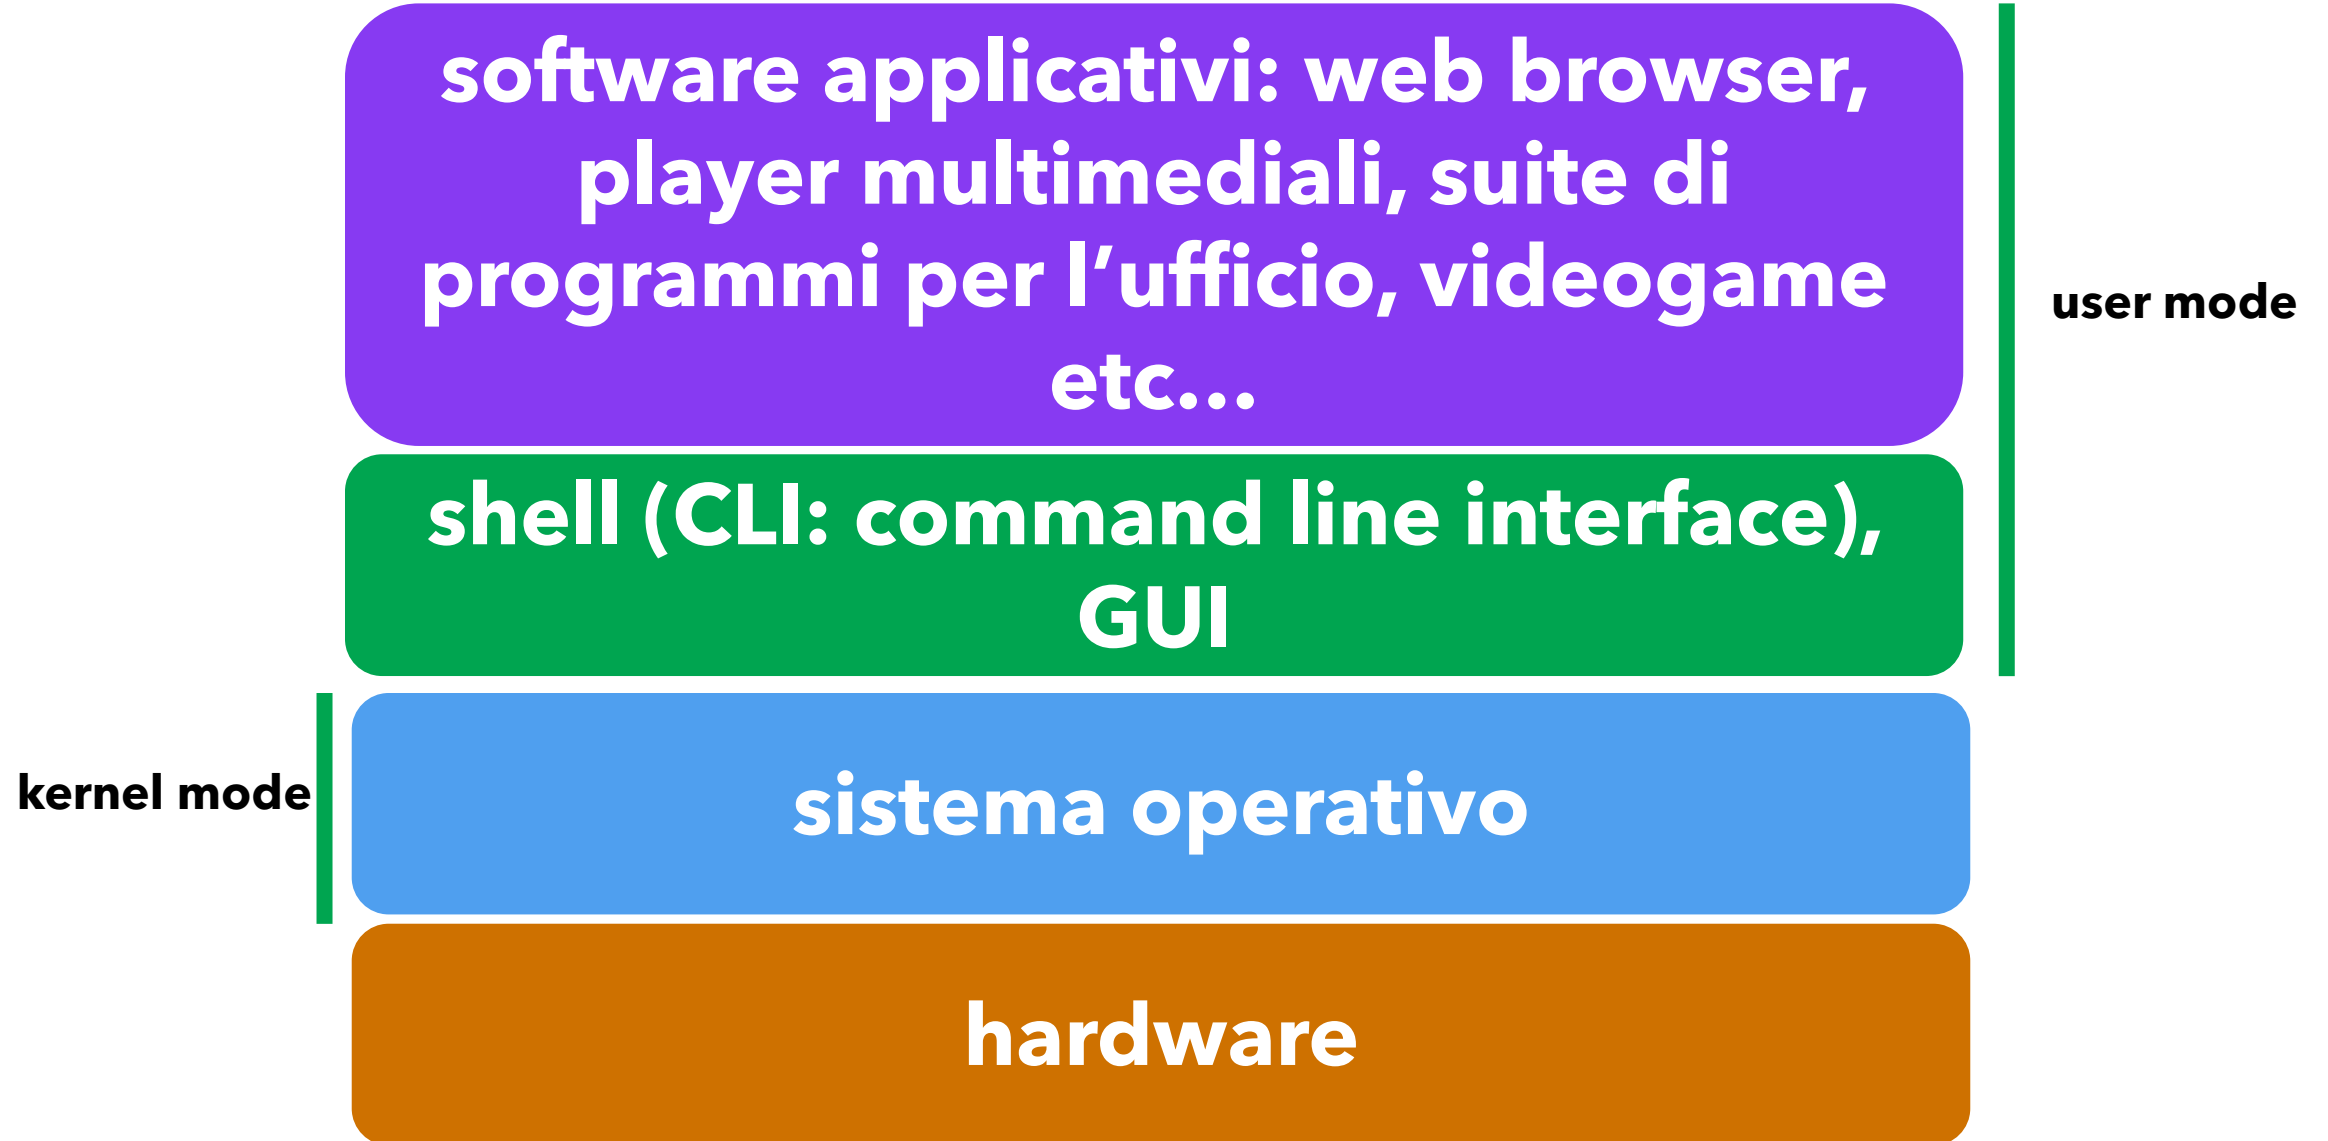 software applicativi: web browser,
player multimediali, suite di
programmi per l’ufficio, videogame
etc...
user mode
shell (CLI: command line interface),
GUI
kernel mode
sistema operativo
hardware